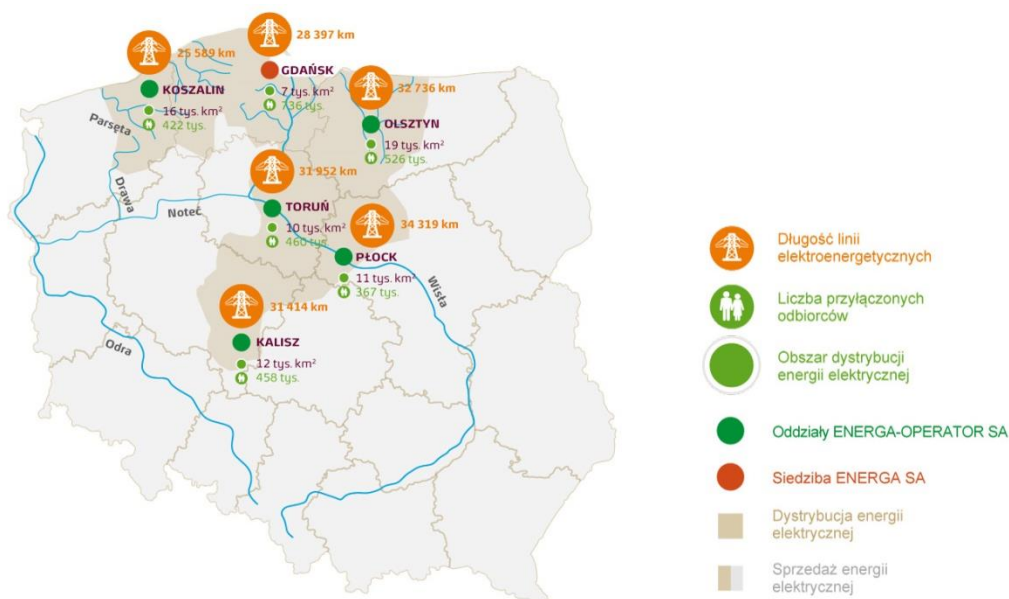 28 397 km
25 589 km
GDAŃSK
7 tys. km²
736 tys.
KOSZALIN
16 tys. km²
422 tys.
32 736 km
OLSZTYN
19 tys. km²
526 tys.
Parsęta
Drawa
Noteć
31 952 km
TORUŃ
10 tys. km²
460 tys.
34 319 km
PŁOCK
11 tys. km²
367 tys.
Wisła
31 414 km
KALISZ
12 tys. km²
458 tys.
Odra
Długość linii
elektroenergetycznych
Liczba przyłączonych
odbiorców
Obszar dystrybucji
energii elektrycznej
Oddziały ENERGA-OPERATOR SA
Siedziba ENERGA SA
Dystrybucja energii
elektrycznej
Sprzedaż energii
elektrycznej